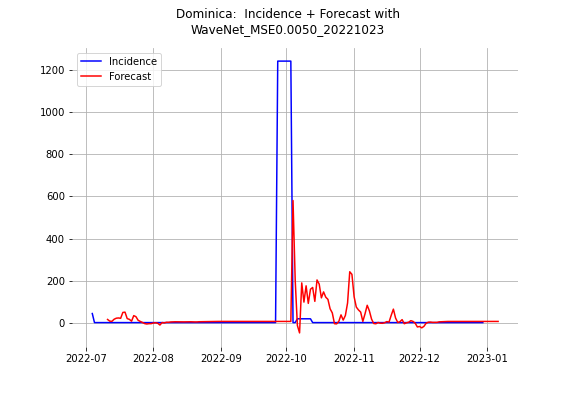 Dominica:  Incidence + Forecast with
WaveNet_MSE0.0050_20221023
Incidence
Forecast
1200
1000
800
600
400
200
0
2022-07 2022-08 2022-09 2022-10 2022-11 2022-12 2023-01